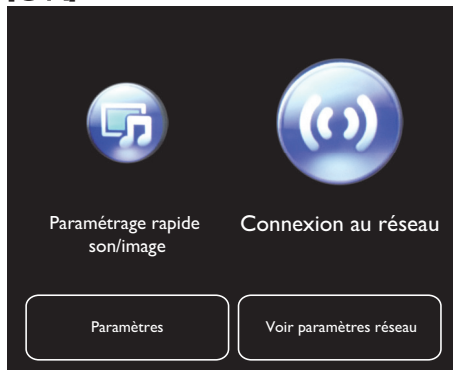 Paramétrage rapide
son/image
Connexion au réseau
Paramètres
Voir paramètres réseau